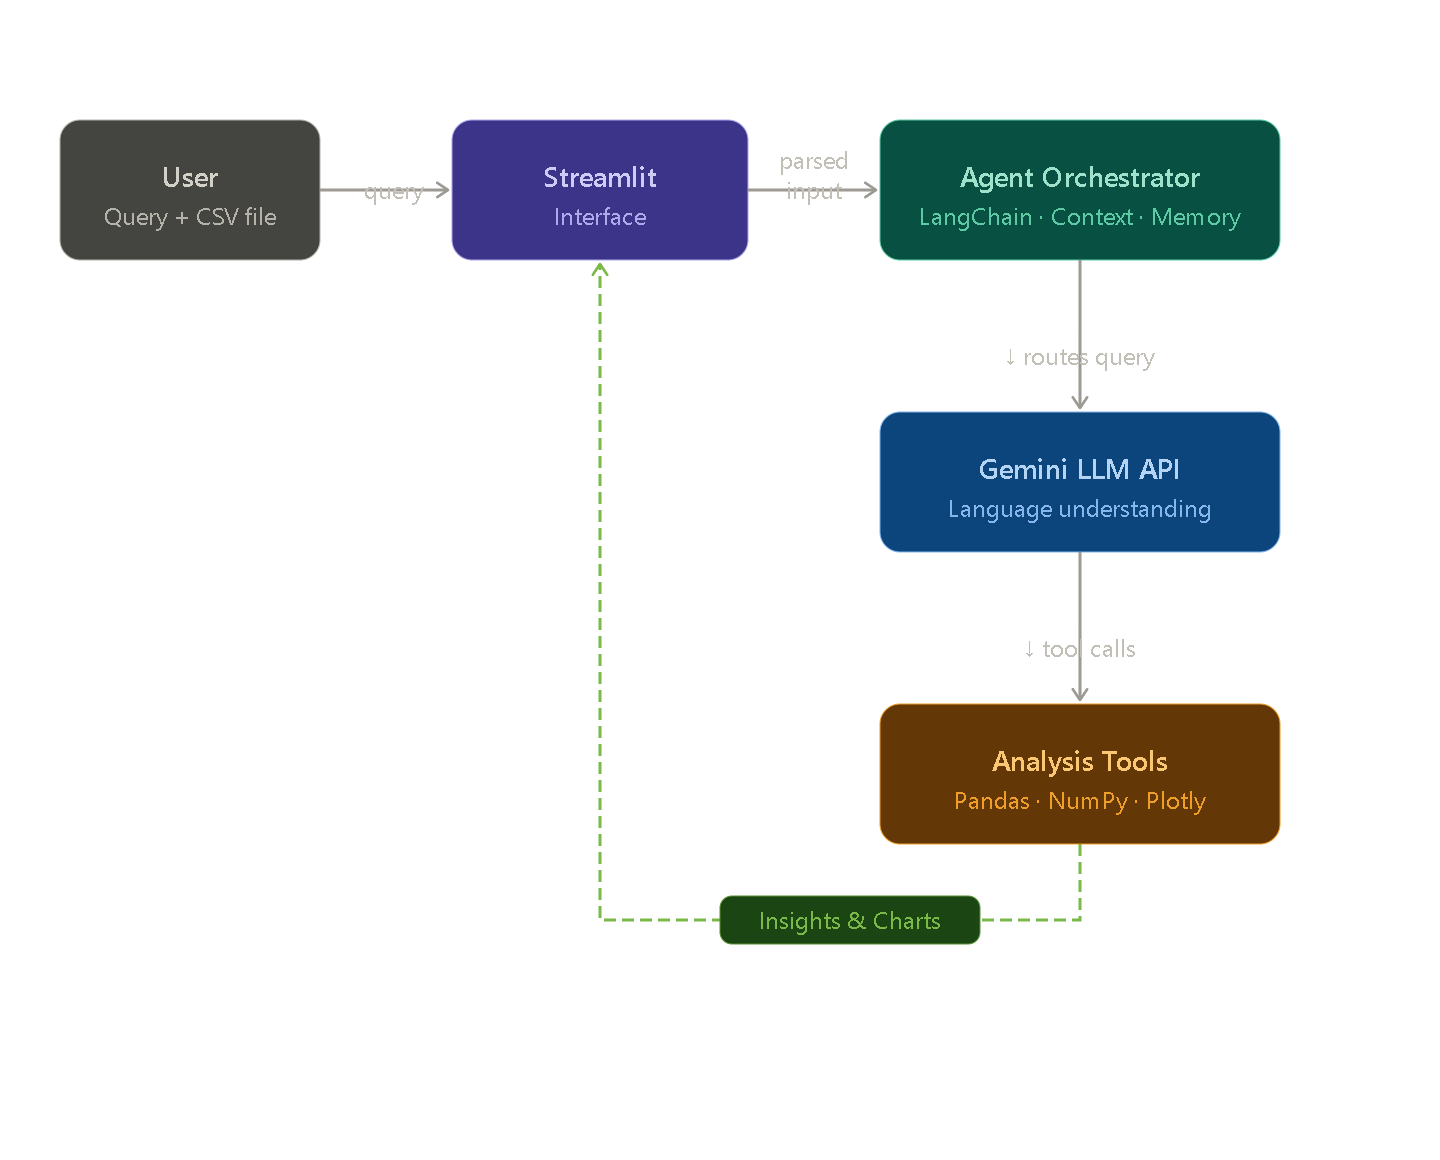 User
Query + CSV file
query
Streamlit
Interface
parsed
input
Agent Orchestrator
LangChain · Context · Memory
↓ routes query
Gemini LLM API
Language understanding
↓ tool calls
Analysis Tools
Pandas · NumPy · Plotly
Insights & Charts